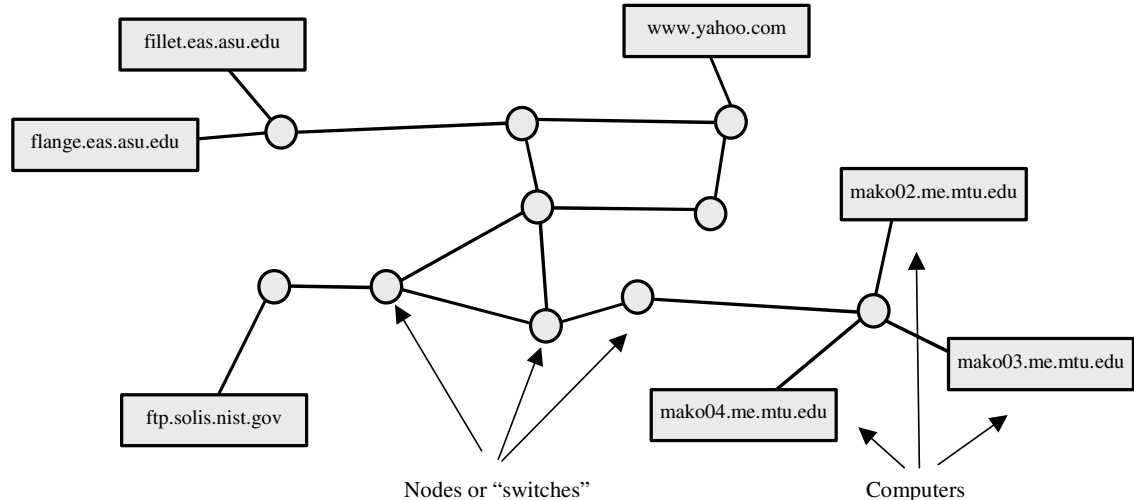 fillet.eas.asu.edu
www.yahoo.com
flange.eas.asu.edu
mako02.me.mtu.edu
mako03.me.mtu.edu
ftp.solis.nist.gov
mako04.me.mtu.edu
Nodes or “switches”
Computers